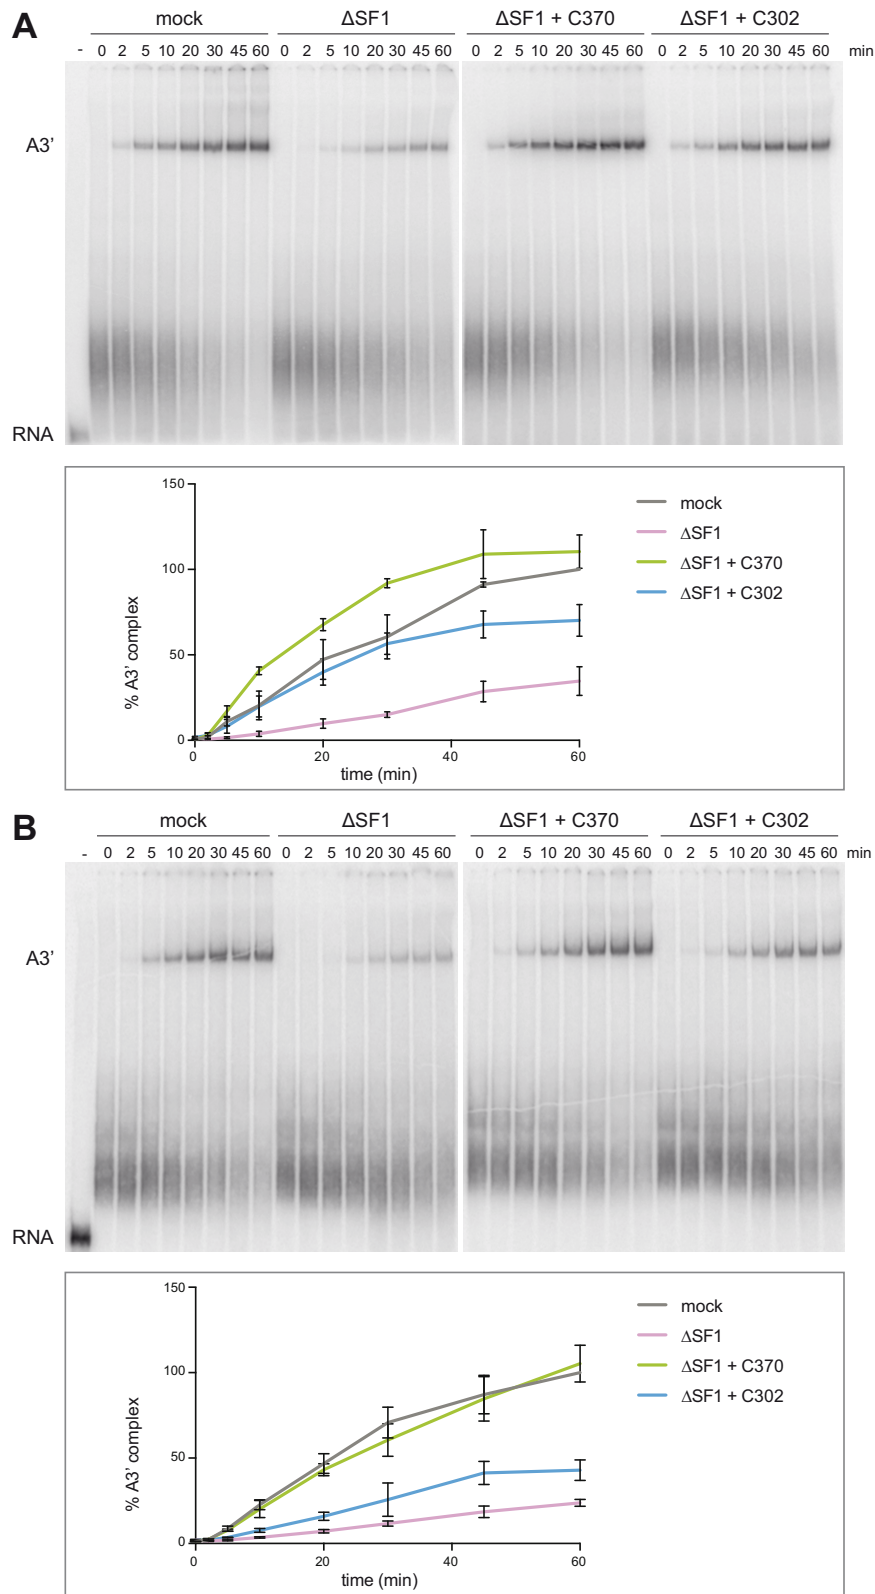 A
mock ΔSF1 ΔSF1 + C370 ΔSF1 + C302
- 0 2 5 10 20 30 45 60 0 2 5 10 20 30 45 60 0 2 5 10 20 30 45 60 0 2 5 10 20 30 45 60 min
A3'
RNA
150
100
50
0
% A3' complex
0 20 40 60
time (min)
mock
ΔSF1
ΔSF1 + C370
ΔSF1 + C302
B
mock ΔSF1 ΔSF1 + C370 ΔSF1 + C302
- 0 2 5 10 20 30 45 60 0 2 5 10 20 30 45 60 0 2 5 10 20 30 45 60 0 2 5 10 20 30 45 60 min
A3'
RNA
150
100
50
0
% A3' complex
0 20 40 60
time (min)
mock
ΔSF1
ΔSF1 + C370
ΔSF1 + C302